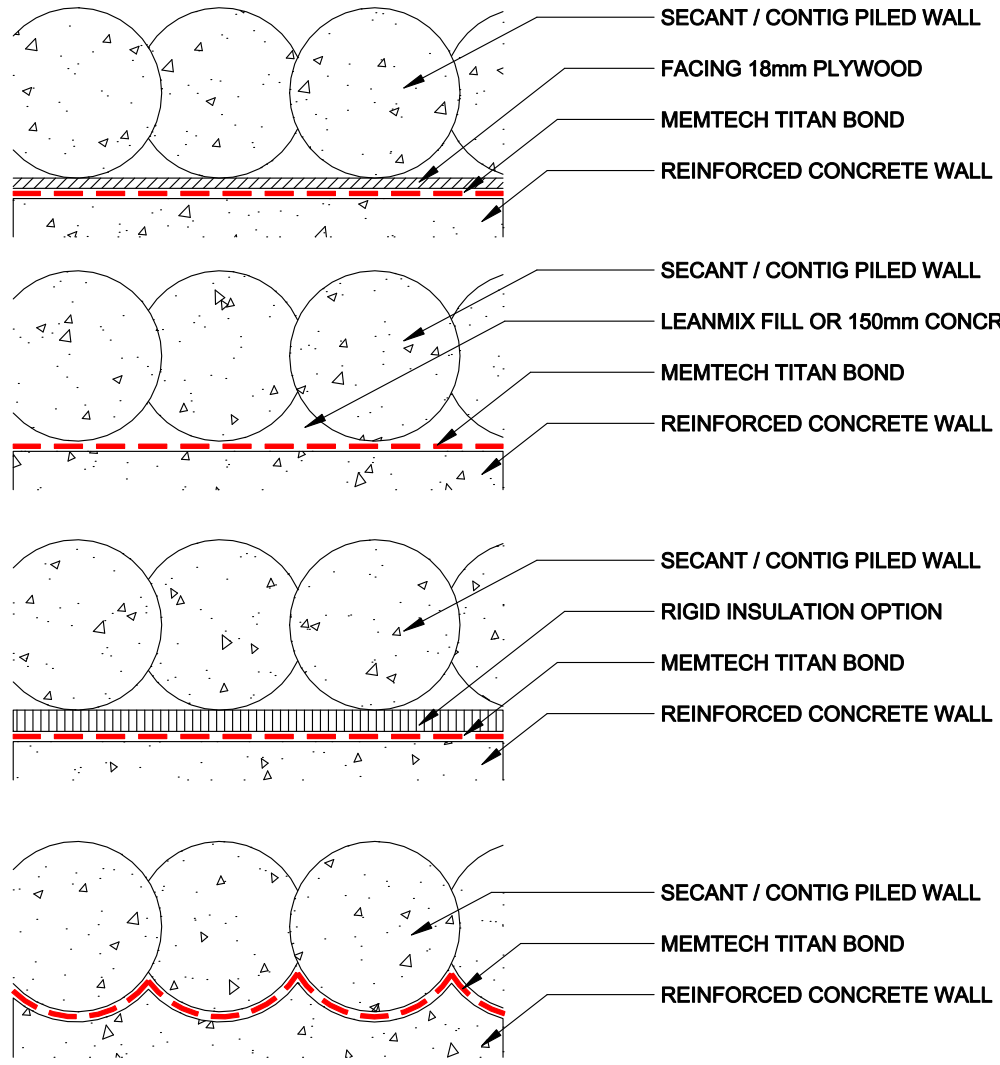 SECANT / CONTIG PILED WALL
FACING 18mm PLYWOOD
MEMTECH TITAN BOND
REINFORCED CONCRETE WALL
SECANT / CONTIG PILED WALL
LEANMIX FILL OR 150mm CONCR
MEMTECH TITAN BOND
REINFORCED CONCRETE WALL
SECANT / CONTIG PILED WALL
RIGID INSULATION OPTION
MEMTECH TITAN BOND
REINFORCED CONCRETE WALL
SECANT / CONTIG PILED WALL
MEMTECH TITAN BOND
REINFORCED CONCRETE WALL